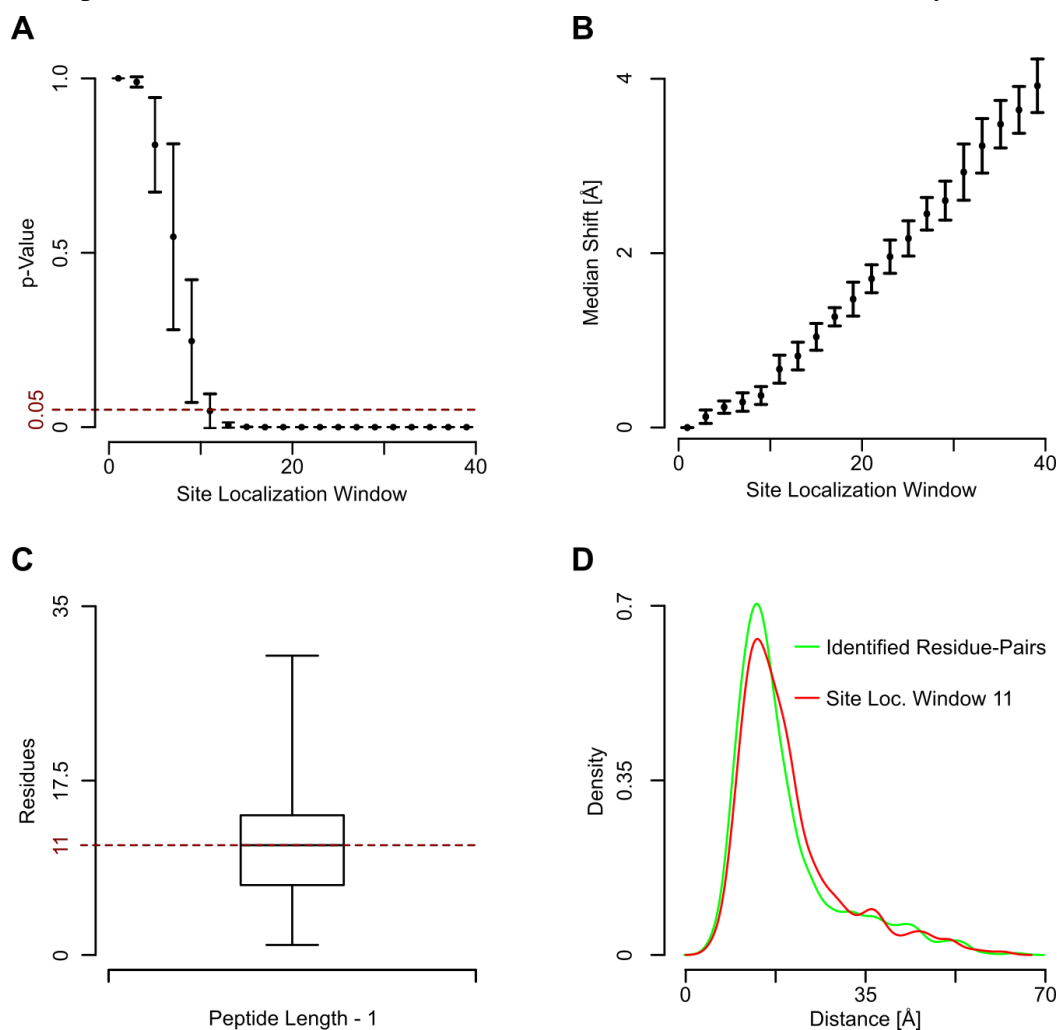 A
1.0
0.5
0.05
0
p-Value
0
20
40
Site Localization Window
B
4
2
0
Median Shift [Å]
0
20
40
Site Localization Window
C
35
17.5
11
0
Residues
Peptide Length - 1
D
0.7
0.35
0
Density
Identified Residue-Pairs
Site Loc. Window 11
0
35
70
Distance [Å]